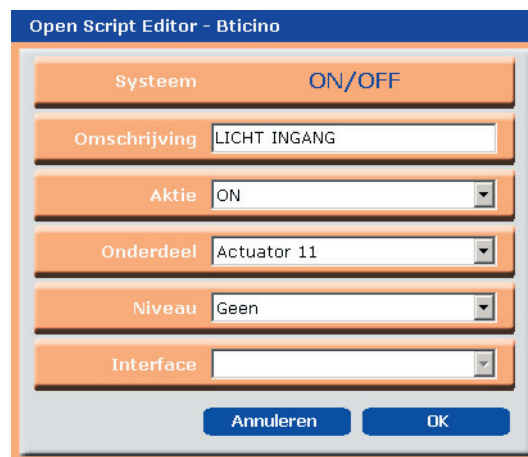 Open Script Editor - Bticino
Systeem ON/OFF
Omschrijving LICHT INGANG
Aktie ON
Onderdeel Actuator 11
Niveau Geen
Interface
Annuleren OK